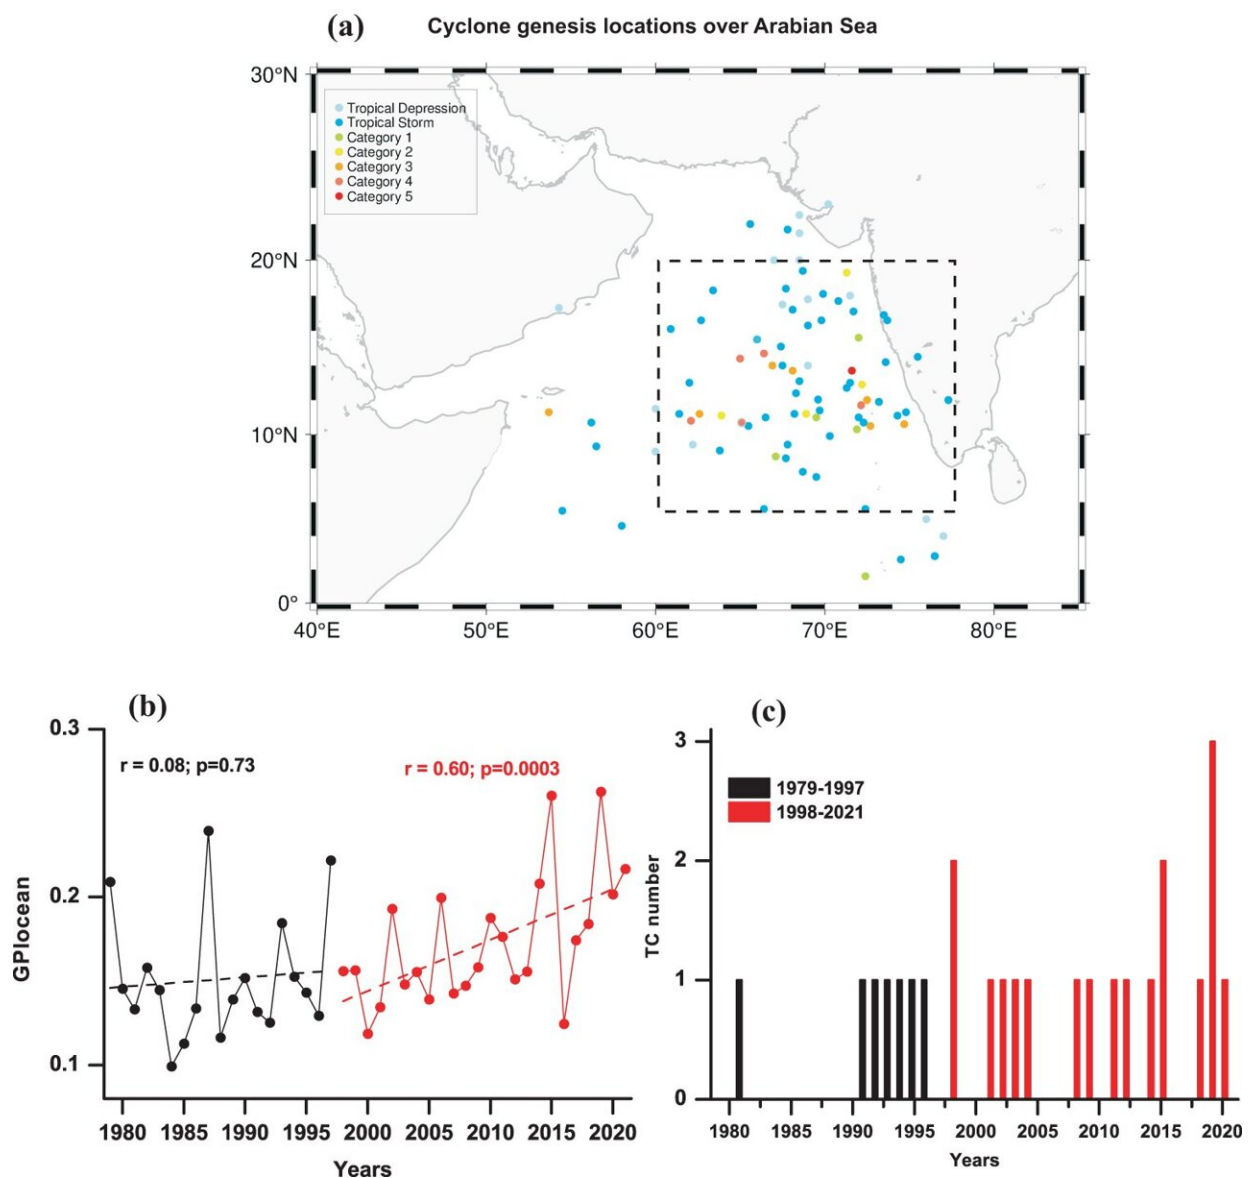 (a) Cyclone genesis locations over Arabian Sea
30°N
Tropical Depression
Tropical Storm
Category 1
Category 2
Category 3
Category 4
Category 5
20°N
10°N
0°
40°E 50°E 60°E 70°E 80°E
(b)
0.3
r = 0.08; p=0.73
r = 0.60; p=0.0003
0.2
GPIocean
0.1
1980 1985 1990 1995 2000 2005 2010 2015 2020
Years
(c)
3
1979-1997
1998-2021
2
TC number
1
0
1980 1985 1990 1995 2000 2005 2010 2015 2020
Years